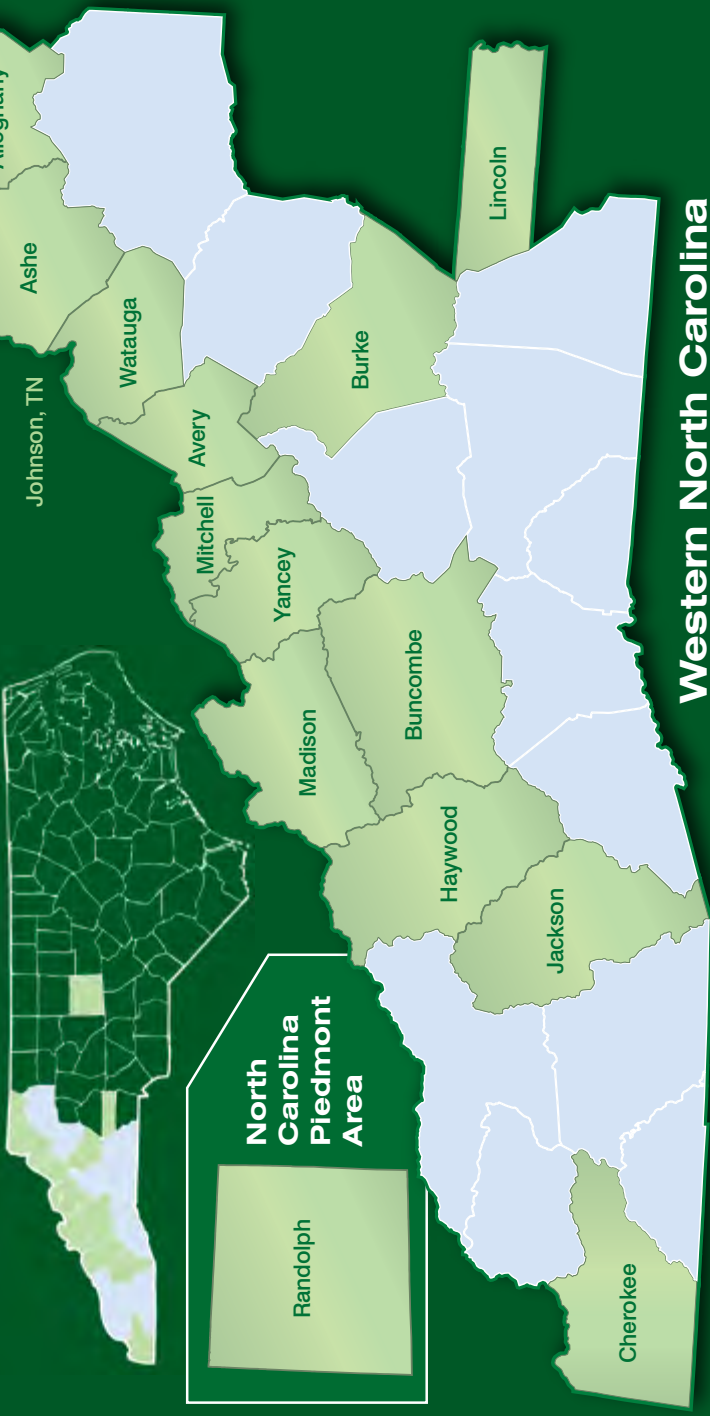 Alleghany
Ashe
Johnson, TN
Watauga
Avery
Mitchell
Yancey
Burke
Lincoln
Madison
Buncombe
Haywood
Jackson
Cherokee
North
Carolina
Piedmont
Area
Randolph
Western North Carolina